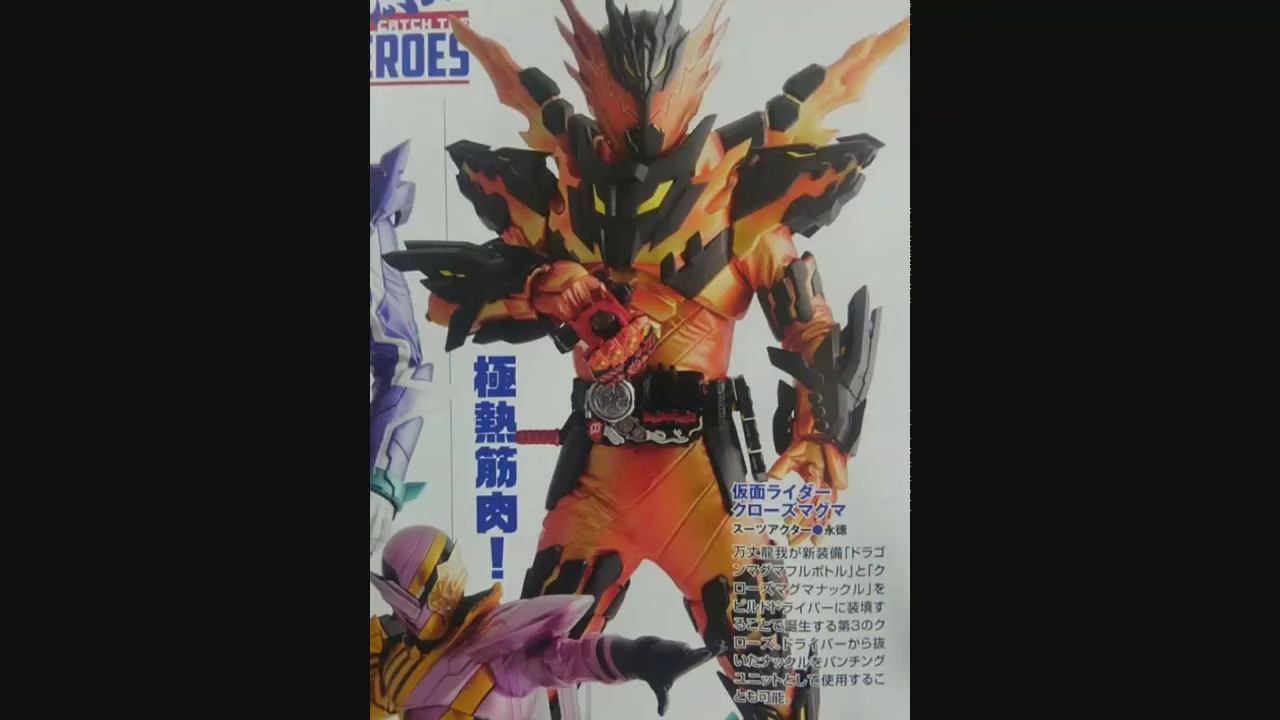 CATCH THE
EROES
極熱筋肉!
仮面ライダー
クローズマグマ
スーツアクター●永徳
万丈龍我が新装備「ドラゴ
ンマグマフルボトル」と「ク
ローズマグマナックル」を
ビルドドライバーに装填す
ることで誕生する第3のク
ローズ。ドライバーから抜
いたナックルをパンチング
ユニットとして使用するこ
とも可能。